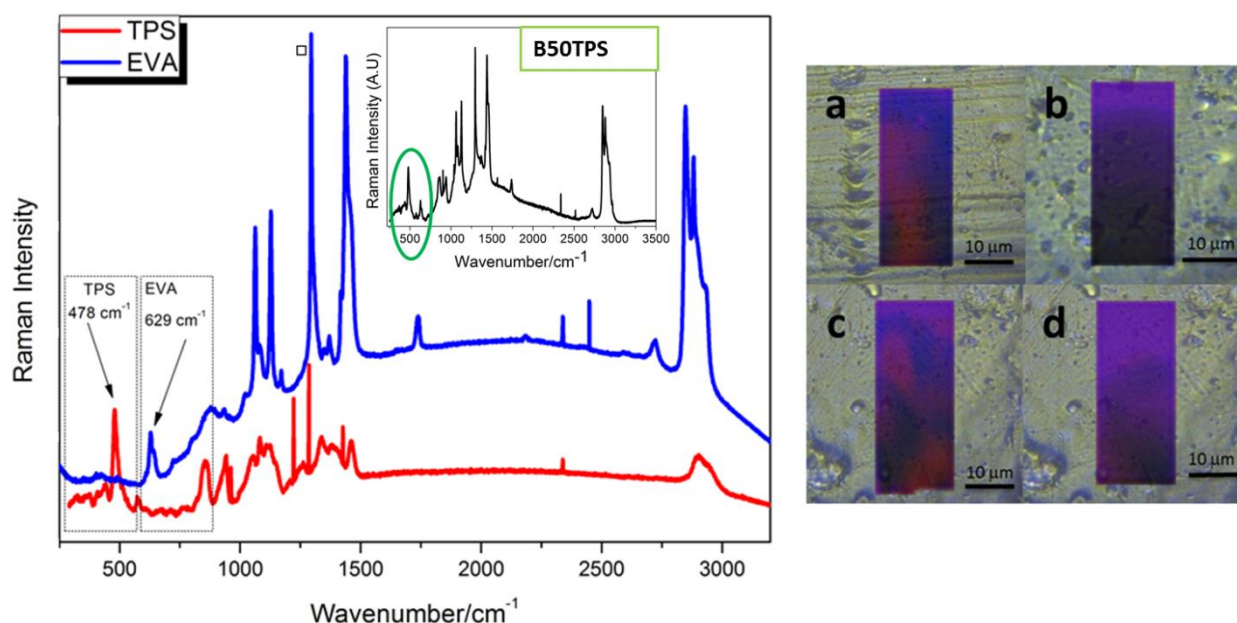 TPS
EVA
B50TPS
Raman Intensity (A.U)
500 1000 1500 2000 2500 3000 3500
Wavenumber/cm⁻¹
TPS
478 cm⁻¹
EVA
629 cm⁻¹
Raman Intensity
500 1000 1500 2000 2500 3000
Wavenumber/cm⁻¹
a
10 μm
b
10 μm
c
10 μm
d
10 μm